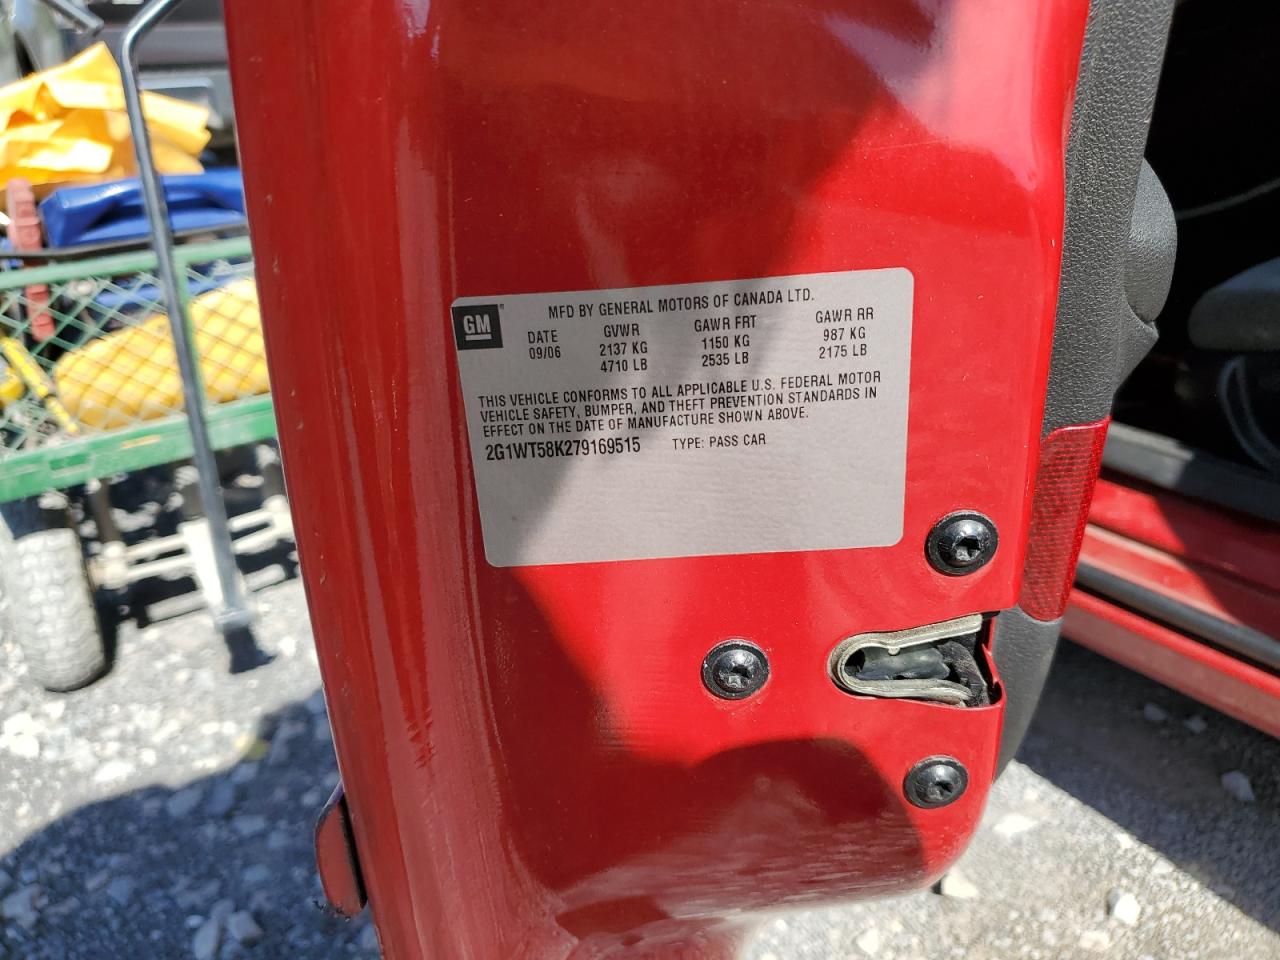 GM
MFD BY GENERAL MOTORS OF CANADA LTD.
DATE GVWR GAWR FRT GAWR RR
09/06 2137 KG 1150 KG 987 KG
4710 LB 2535 LB 2175 LB
THIS VEHICLE CONFORMS TO ALL APPLICABLE U.S. FEDERAL MOTOR
VEHICLE SAFETY, BUMPER, AND THEFT PREVENTION STANDARDS IN
EFFECT ON THE DATE OF MANUFACTURE SHOWN ABOVE.
2G1WT58K279169515 TYPE: PASS CAR